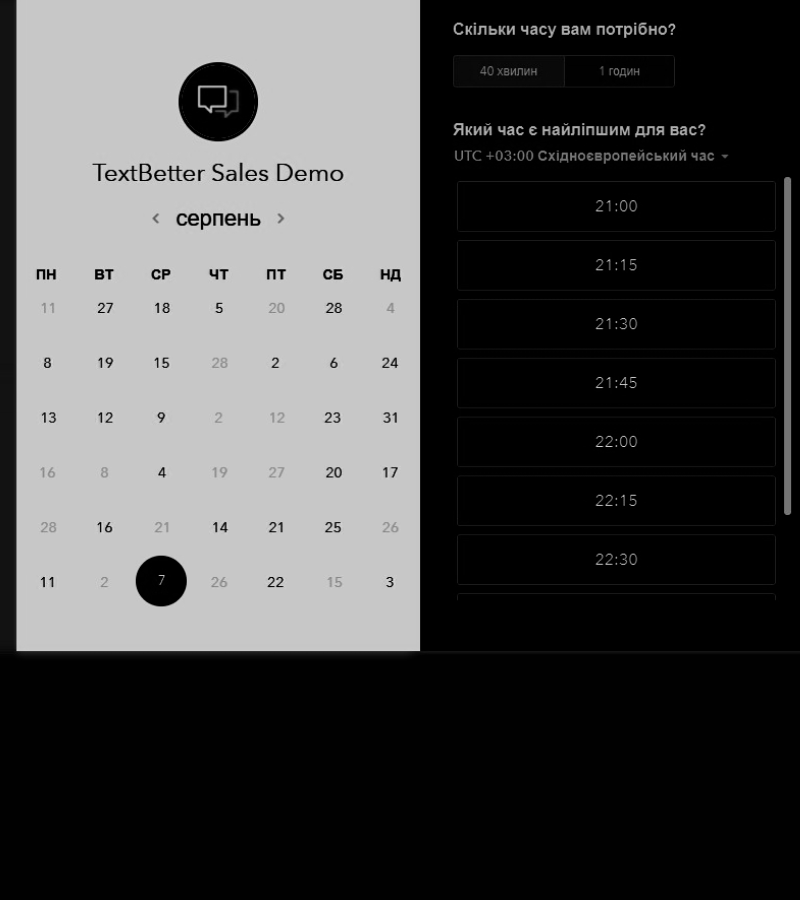 TextBetter Sales Demo
серпень
ПН ВТ СР ЧТ ПТ СБ НД
11 27 18 5 20 28 4
8 19 15 28 2 6 24
13 12 9 2 12 23 31
16 8 4 19 27 20 17
28 16 21 14 21 25 26
11 2 7 26 22 15 3
Скільки часу вам потрібно?
40 хвилин 1 годин
Який час є найліпшим для вас?
UTC +03:00 Східноєвропейський час
21:00
21:15
21:30
21:45
22:00
22:15
22:30